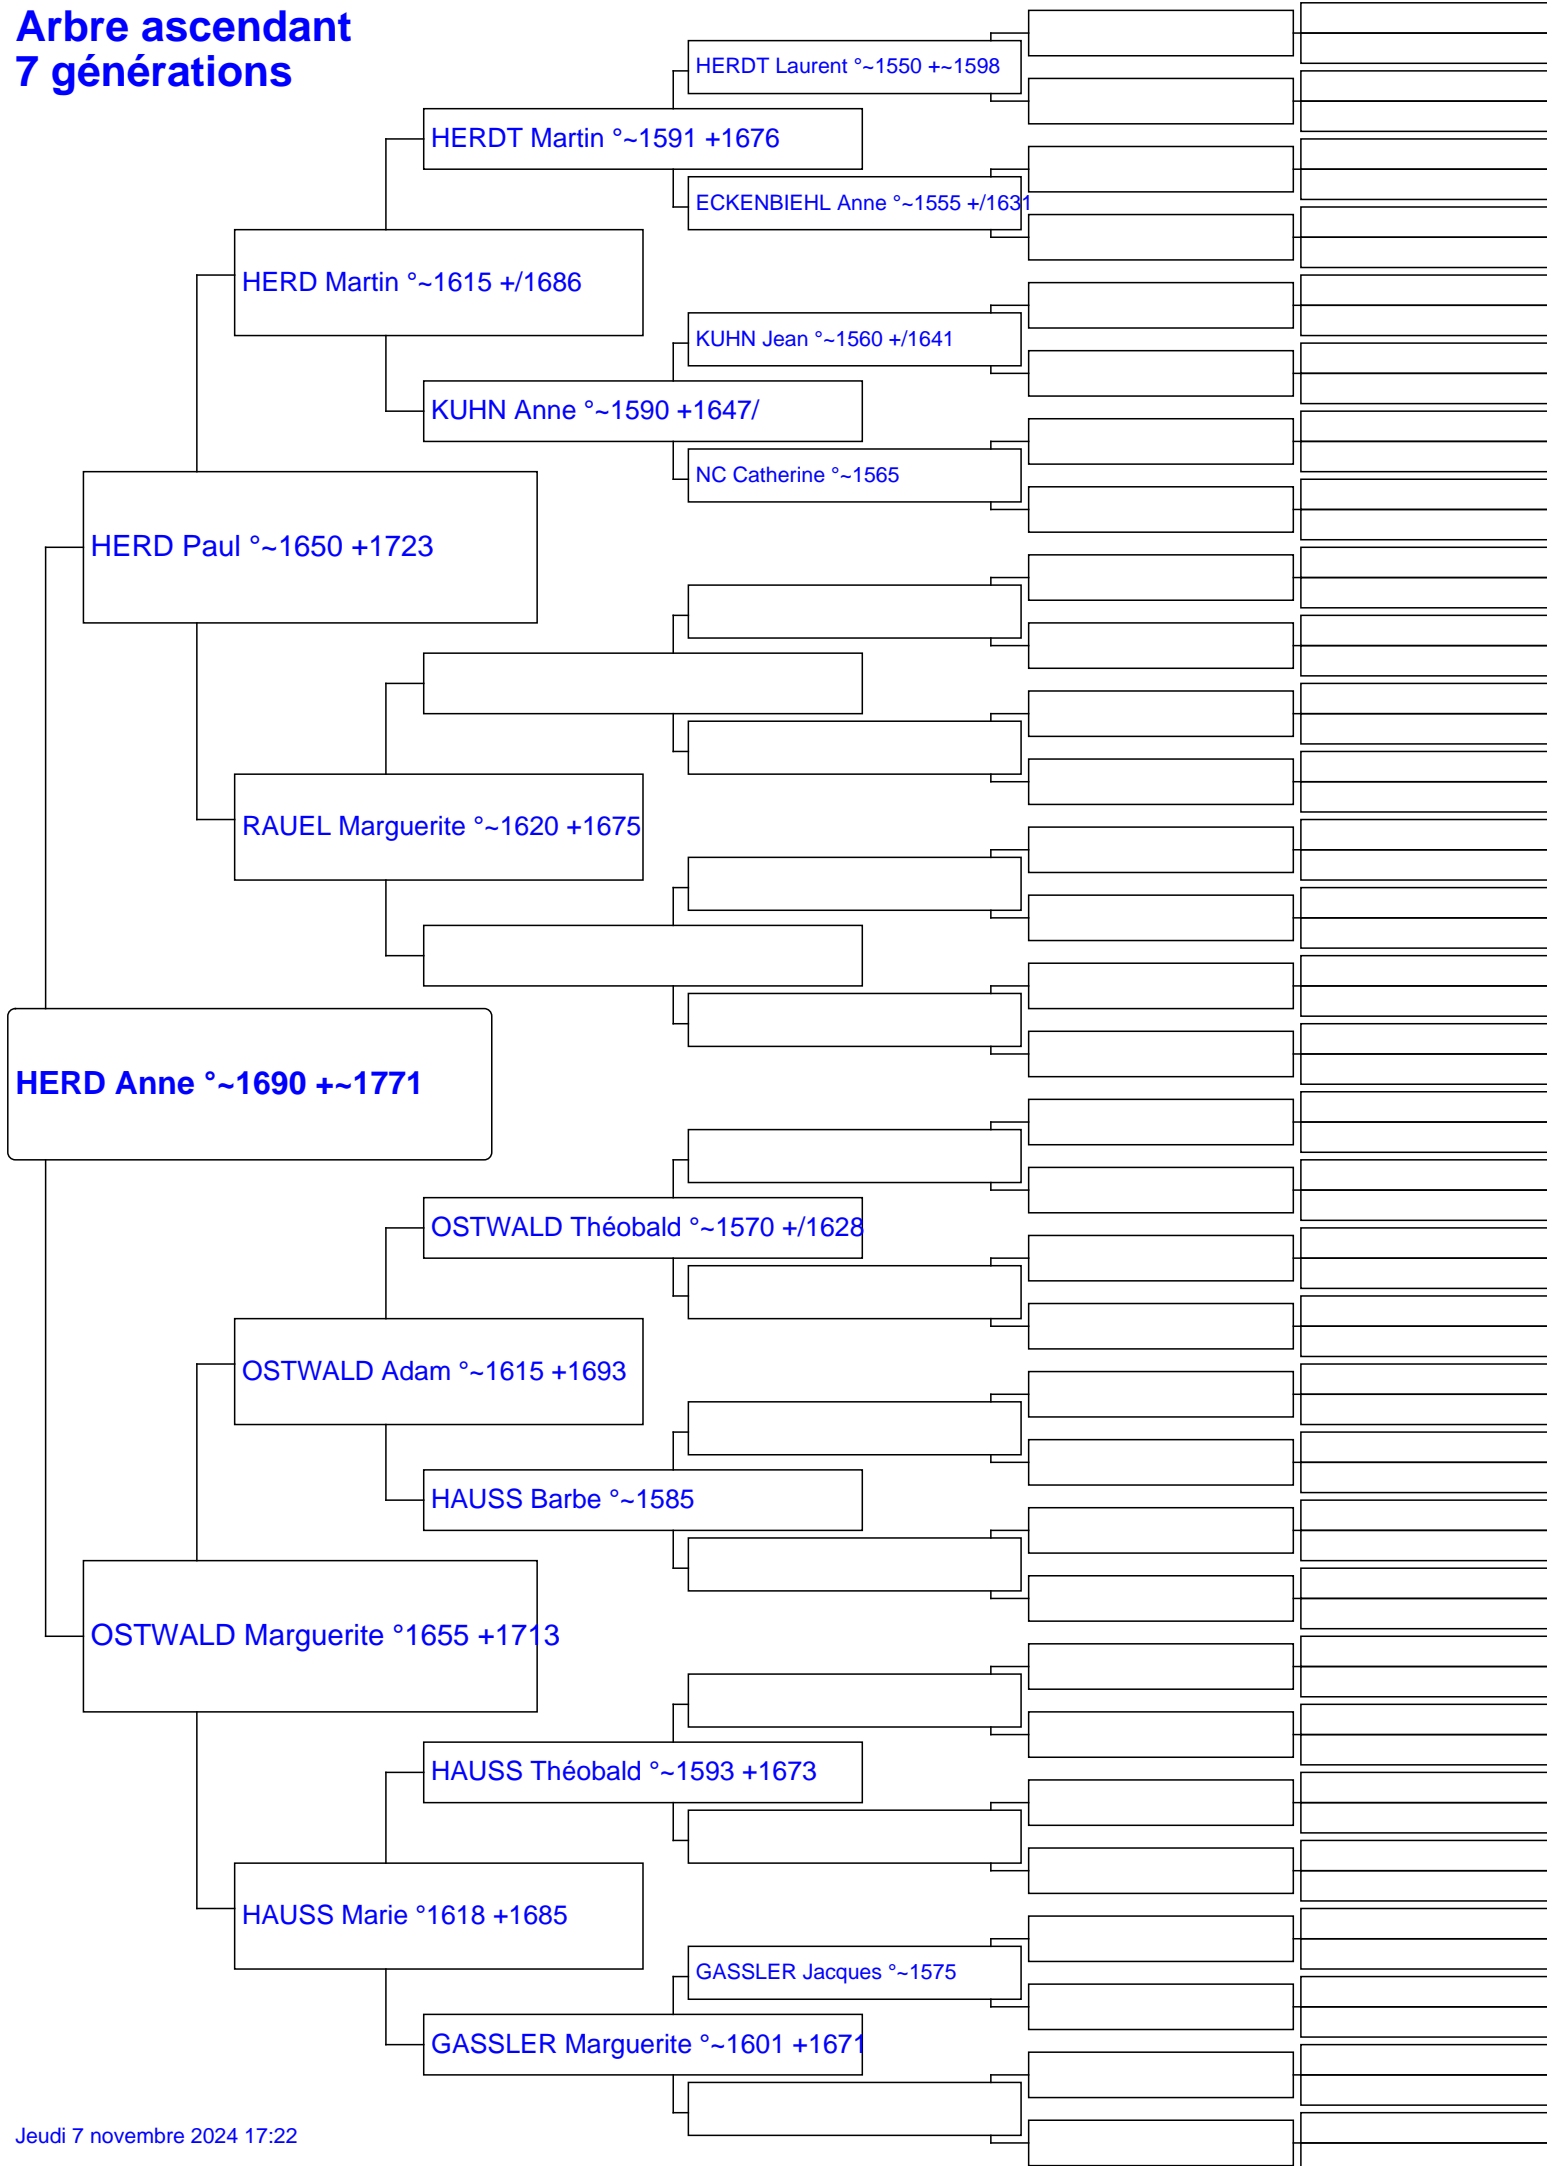 Arbre ascendant
7 générations
HERDT Laurent °~1550 +~1598
HERDT Martin °~1591 +1676
ECKENBIEHL Anne °~1555 +/1631
HERD Martin °~1615 +/1686
KUHN Jean °~1560 +/1641
KUHN Anne °~1590 +1647/
NC Catherine °~1565
HERD Paul °~1650 +1723
RAUEL Marguerite °~1620 +1675
HERD Anne °~1690 +~1771
OSTWALD Théobald °~1570 +/1628
OSTWALD Adam °~1615 +1693
HAUSS Barbe °~1585
OSTWALD Marguerite °1655 +1713
HAUSS Théobald °~1593 +1673
HAUSS Marie °1618 +1685
GASSLER Jacques °~1575
GASSLER Marguerite °~1601 +1671
Jeudi 7 novembre 2024 17:22